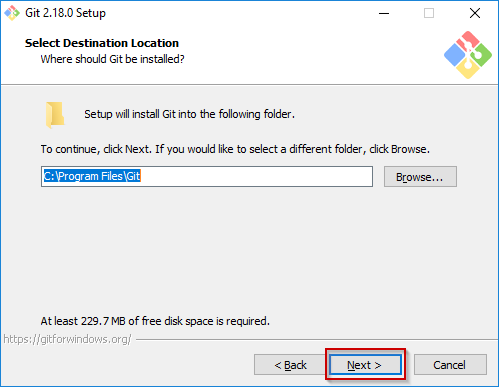 Git 2.18.0 Setup
Select Destination Location
Where should Git be installed?
Setup will install Git into the following folder.
To continue, click Next. If you would like to select a different folder, click Browse.
C:\Program Files\Git
Browse...
At least 229.7 MB of free disk space is required.
https://gitforwindows.org/
< Back
Next >
Cancel